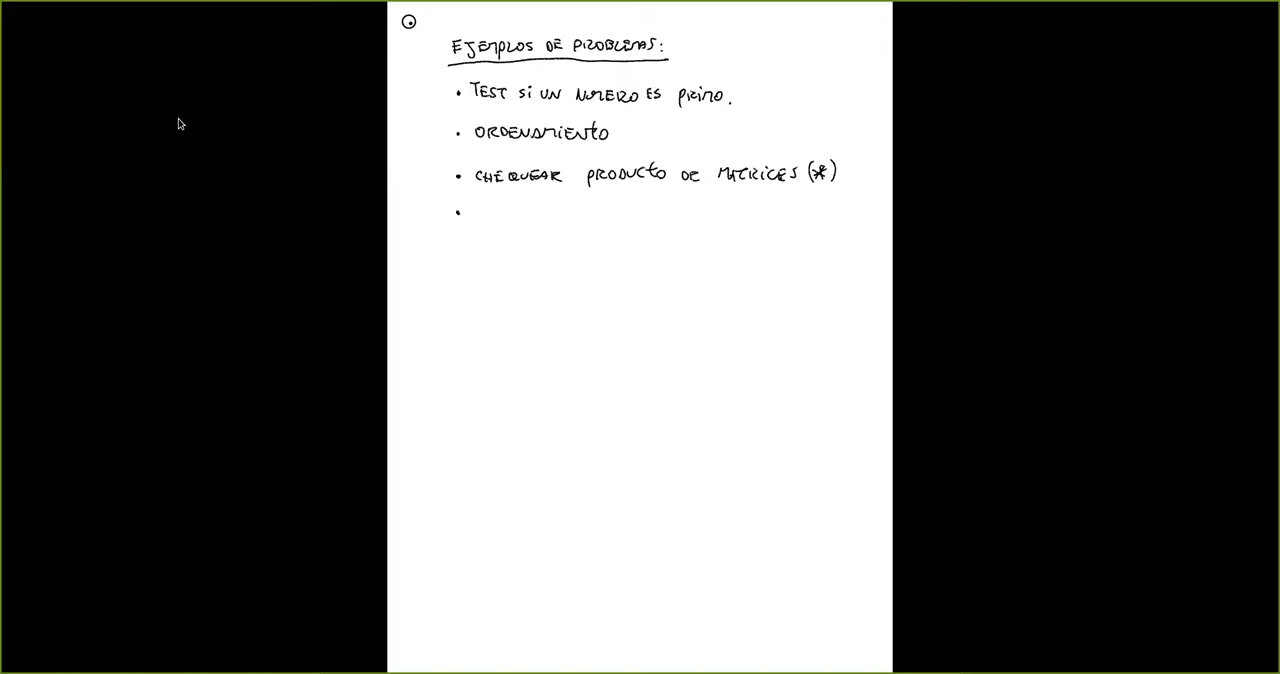 EJEMPLOS DE PROBLEMAS:
• TEST Si UN NUMERO ES PRiMO.
• ORDENAMiENtO
• CHEQUEAR PRODUCtO DE MATRiCES (*)
•